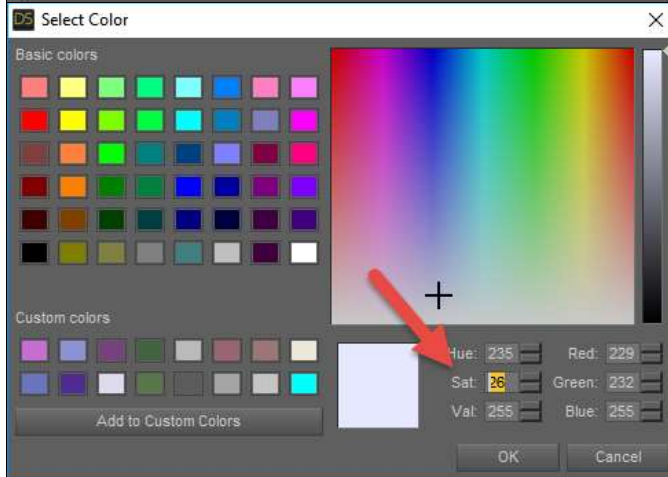 DS Select Color
Basic colors
Custom colors
Hue: 235 Red: 229
Sat: 26 Green: 232
Val: 255 Blue: 255
Add to Custom Colors
OK Cancel